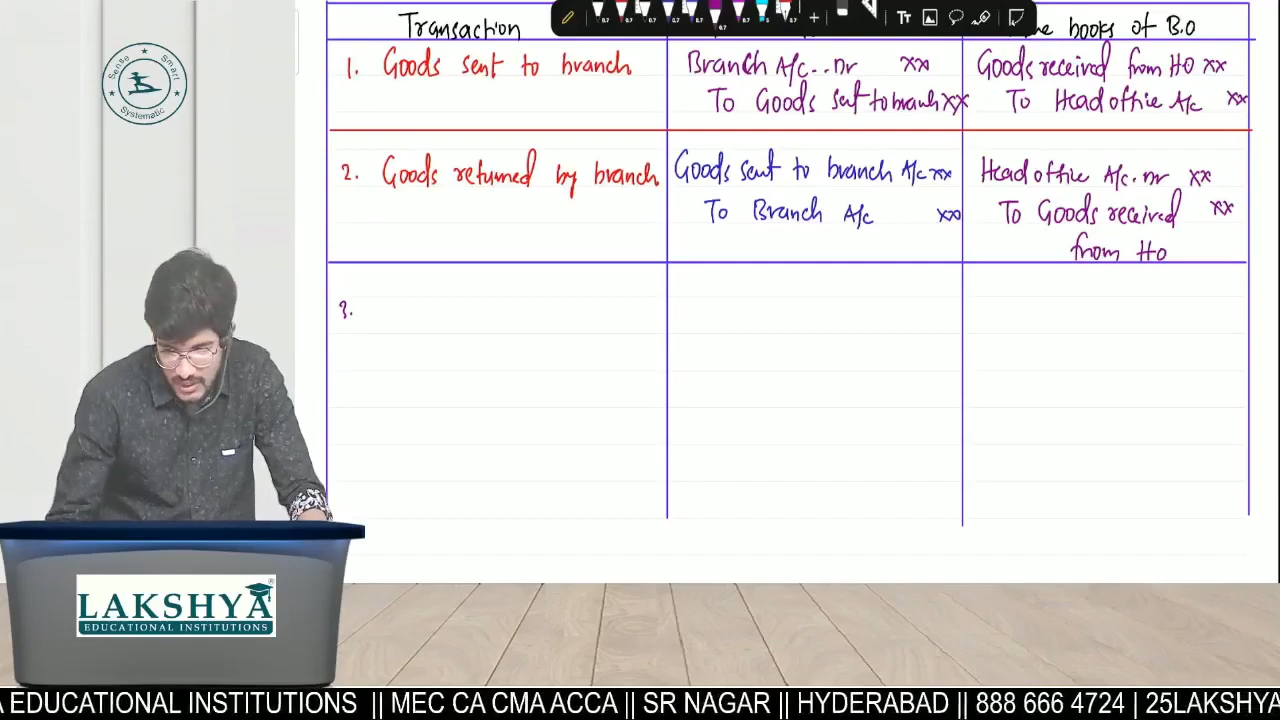 Transaction
books of B.O
1. Goods sent to branch
Branch A/c..Dr xx
To Goods sent to branch xx
Goods received from HO xx
To Head office A/c xx
2. Goods returned by branch
Goods sent to branch A/c xx
To Branch A/c xx
Head office A/c. Dr xx
To Goods received xx
from HO
3.
Sense Smart
Systematic
LAKSHYA
EDUCATIONAL INSTITUTIONS
A EDUCATIONAL INSTITUTIONS || MEC CA CMA ACCA || SR NAGAR || HYDERABAD || 888 666 4724 | 25LAKSHYA